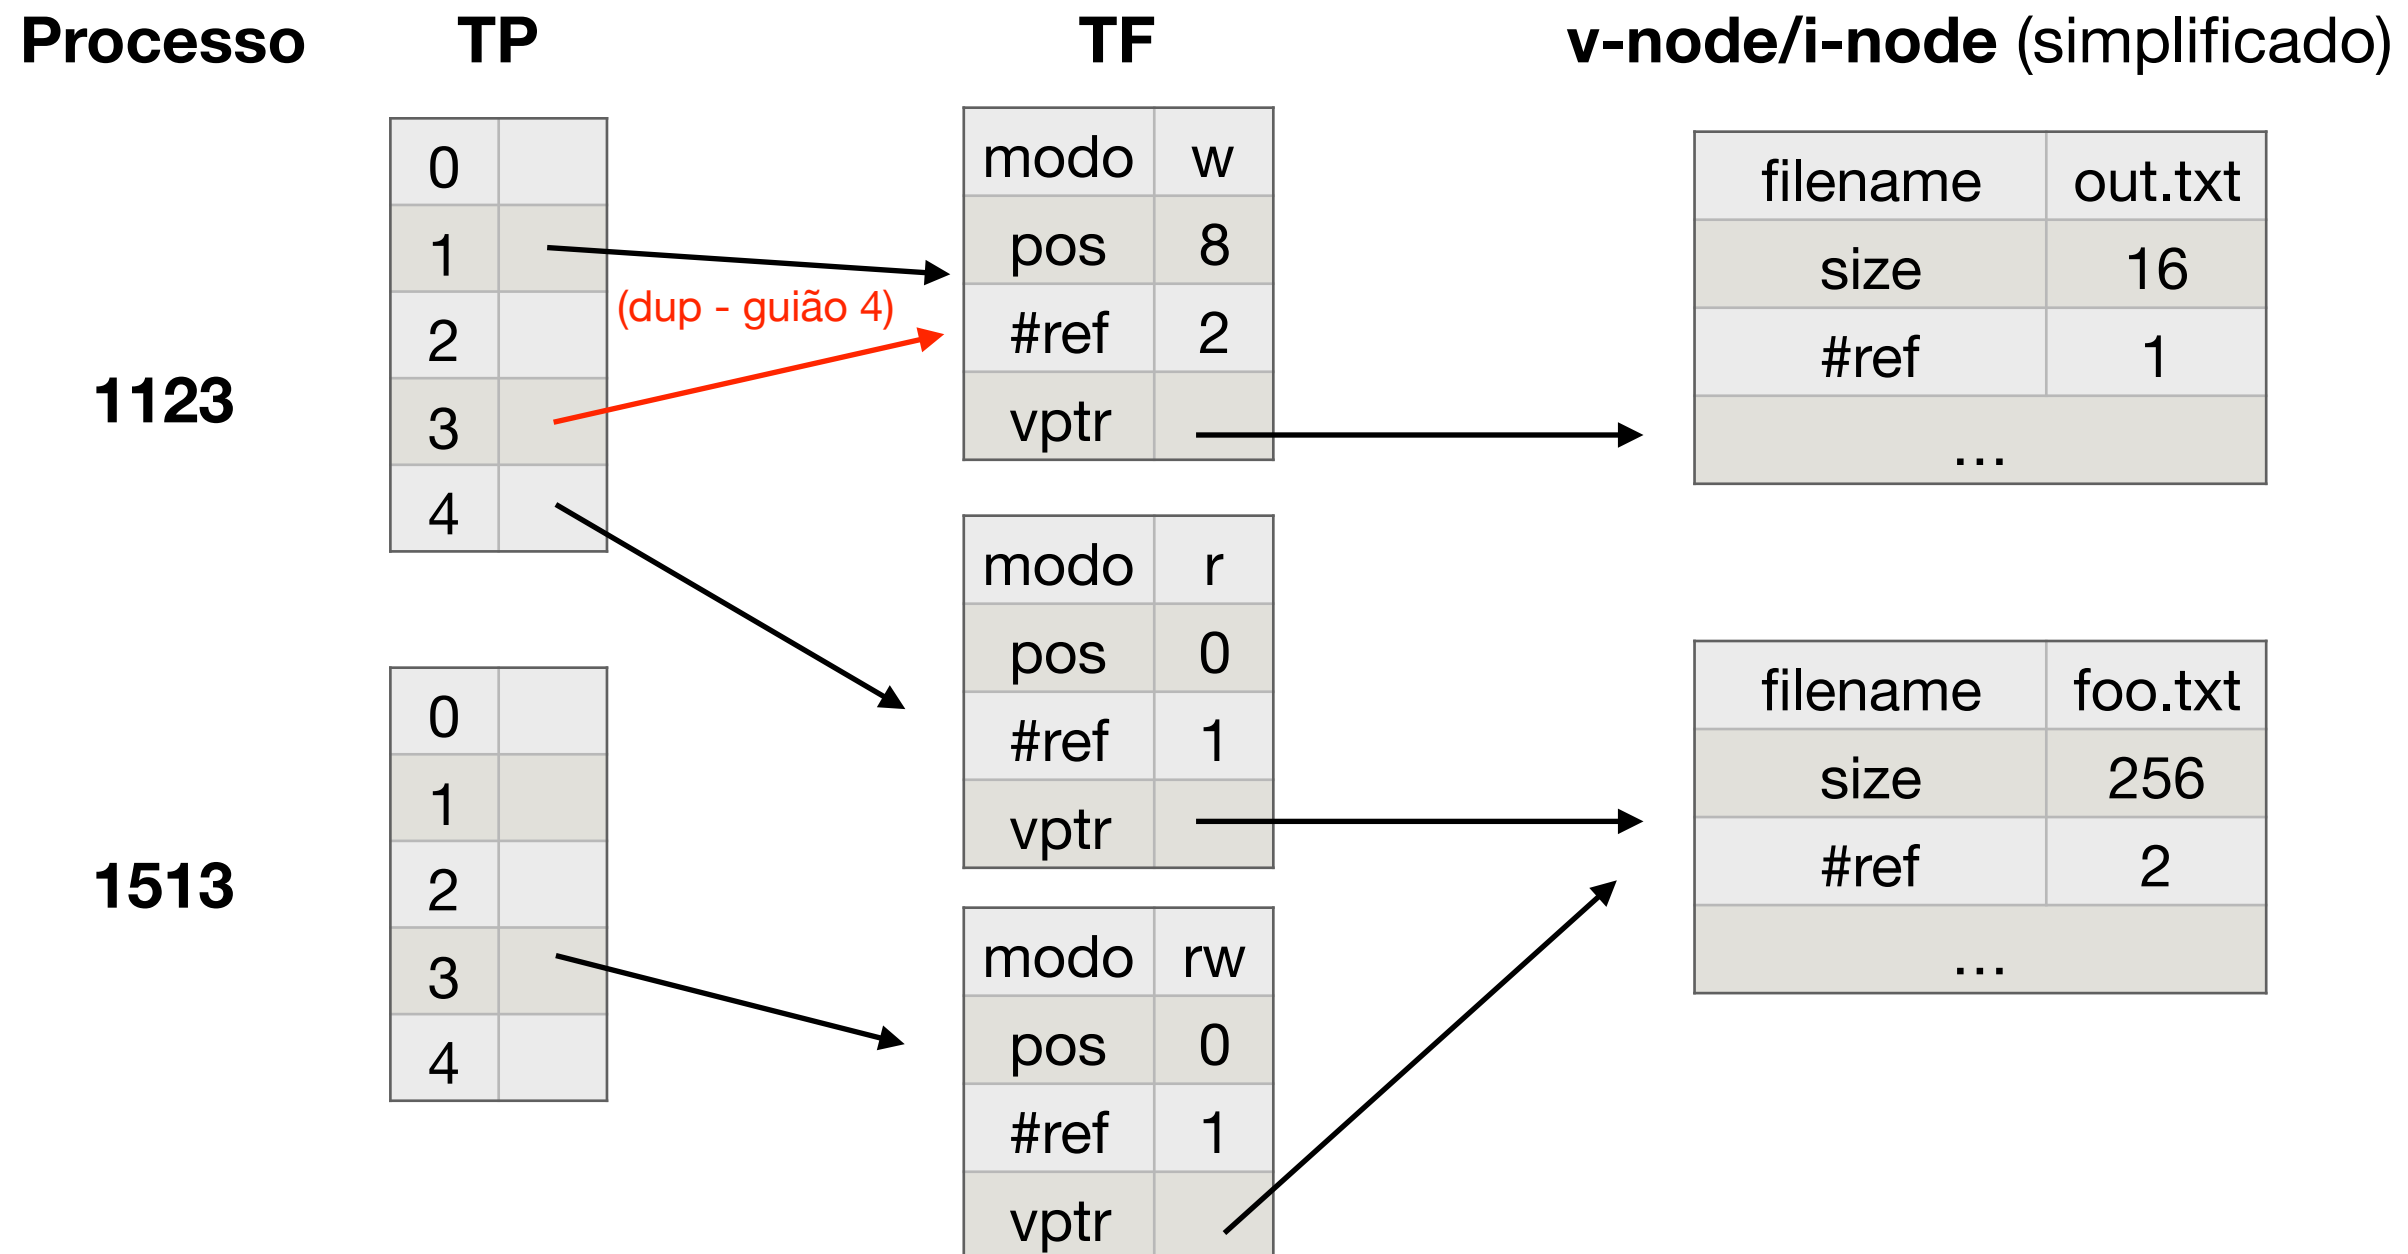 Processo TP TF v-node/i-node (simplificado)
1123
0
1
2
3
4
(dup - guião 4)
modo w
pos 8
#ref 2
vptr
filename out.txt
size 16
#ref 1
...
modo r
pos 0
#ref 1
vptr
filename foo.txt
size 256
#ref 2
...
1513
0
1
2
3
4
modo rw
pos 0
#ref 1
vptr